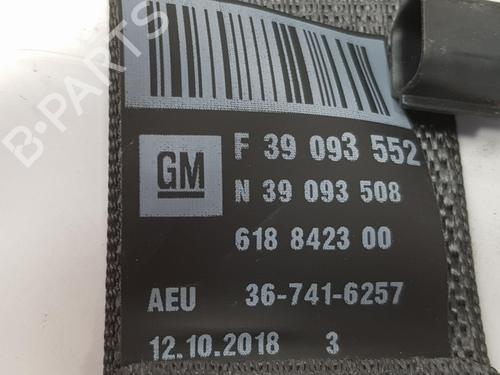 B-PARTS
GM
F 39 093 552
N 39 093 508
618 8423 00
AEU 36-741-6257
12.10.2018 3